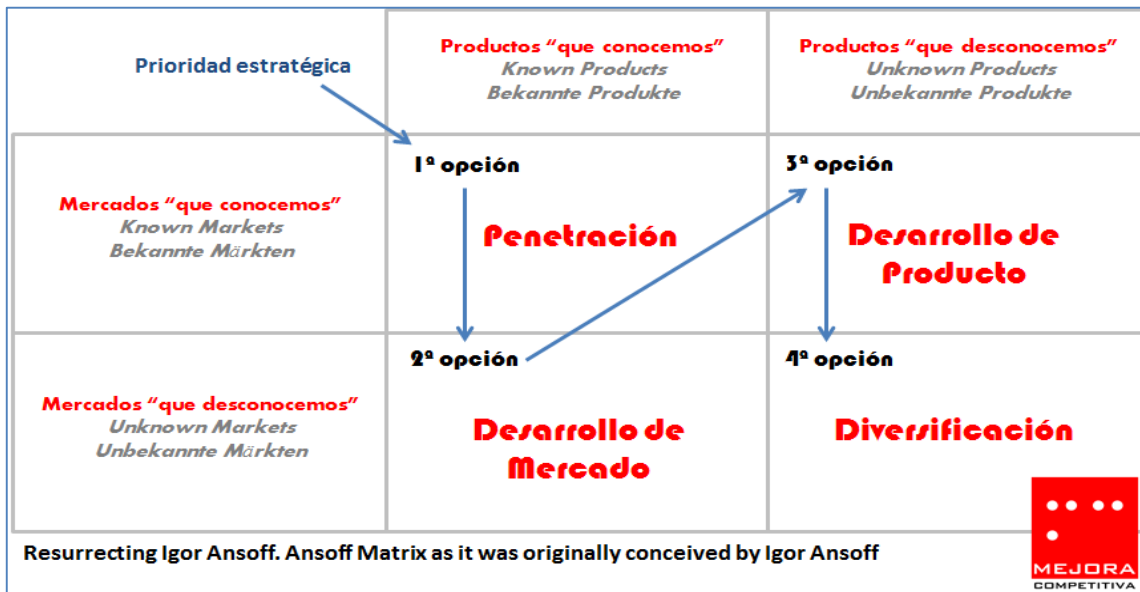 Prioridad estratégica
Productos “que conocemos”
Known Products
Bekannte Produkte
Productos “que desconocemos”
Unknown Products
Unbekannte Produkte
Mercados “que conocemos”
Known Markets
Bekannte Märkten
1ª opción
Penetración
3ª opción
Desarrollo de
Producto
Mercados “que desconocemos”
Unknown Markets
Unbekannte Märkten
2ª opción
Desarrollo de
Mercado
4ª opción
Diversificación
Resurrecting Igor Ansoff. Ansoff Matrix as it was originally conceived by Igor Ansoff
MEJORA
COMPETITIVA